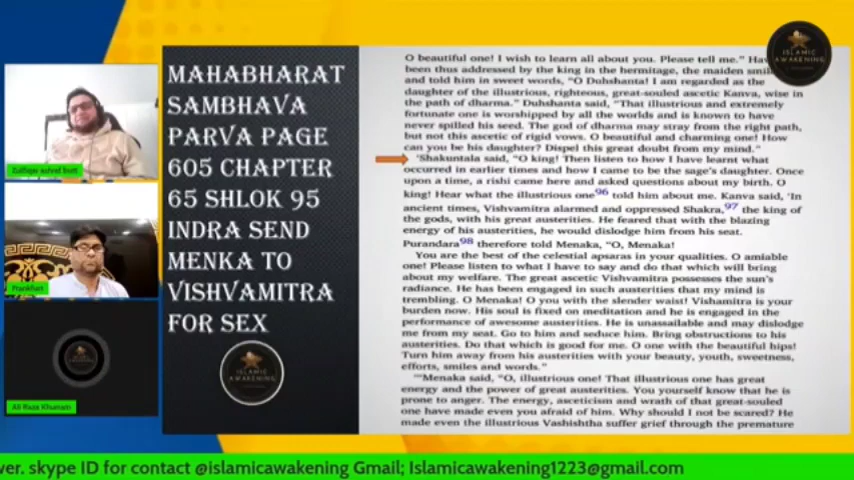 Zulfiqar
Frankfurt
Ali Raza
MAHABHARAT
SAMBHAVA
PARVA PAGE
605 CHAPTER
65 SHLOK 95
INDRA SEND
MENKA TO
VISHVAMITRA
FOR SEX
ISLAMIC
AWAKENING
ISLAMIC
AWAKENING
O beautiful one! I wish to learn all about you. Please tell me."
been thus addressed by the king in the hermitage, the maiden
and told him in sweet words, "O Duhshanta! I am regarded as the
daughter of the illustrious, righteous, great-souled ascetic Kanva, wise in
the path of dharma." Duhshanta said, "That illustrious and extremely
fortunate one is worshipped by all the worlds and is known to have
never spilled his seed. The god of dharma may stray from the right path,
but not this ascetic of rigid vows. O beautiful and charming one! How
can you be his daughter? Dispel this great doubt from my mind."
'Shakuntala said, "O king! Then listen to how I have learnt what
occurred in earlier times and how I came to be the sage's daughter. Once
upon a time, a rishi came here and asked questions about my birth. O
king! Hear what the illustrious one96 told him about me. Kanva said, 'In
ancient times, Vishvamitra alarmed and oppressed Shakra,97 the king of
the gods, with his great austerities. He feared that with the blazing
energy of his austerities, he would dislodge him from his seat.
Purandara98 therefore told Menaka, "O, Menaka!
You are the best of the celestial apsaras in your qualities. O amiable
one! Please listen to what I have to say and do that which will bring
about my welfare. The great ascetic Vishvamitra possesses the sun's
radiance. He has been engaged in such austerities that my mind is
trembling. O Menaka! O you with the slender waist! Vishamitra is your
burden now. His soul is fixed on meditation and he is engaged in the
performance of awesome austerities. He is unassailable and may dislodge
me from my seat. Go to him and seduce him. Bring obstructions to his
austerities. Do that which is good for me. O one with the beautiful hips!
Turn him away from his austerities with your beauty, youth, sweetness,
efforts, smiles and words."
'"Menaka said, "O, illustrious one! That illustrious one has great
energy and the power of great austerities. You yourself know that he is
prone to anger. The energy, asceticism and wrath of that great-souled
one have made even you afraid of him. Why should I not be scared? He
made even the illustrious Vashishtha suffer grief through the premature
ver. skype ID for contact @islamicawakening Gmail; Islamicawakening1223@gmail.com